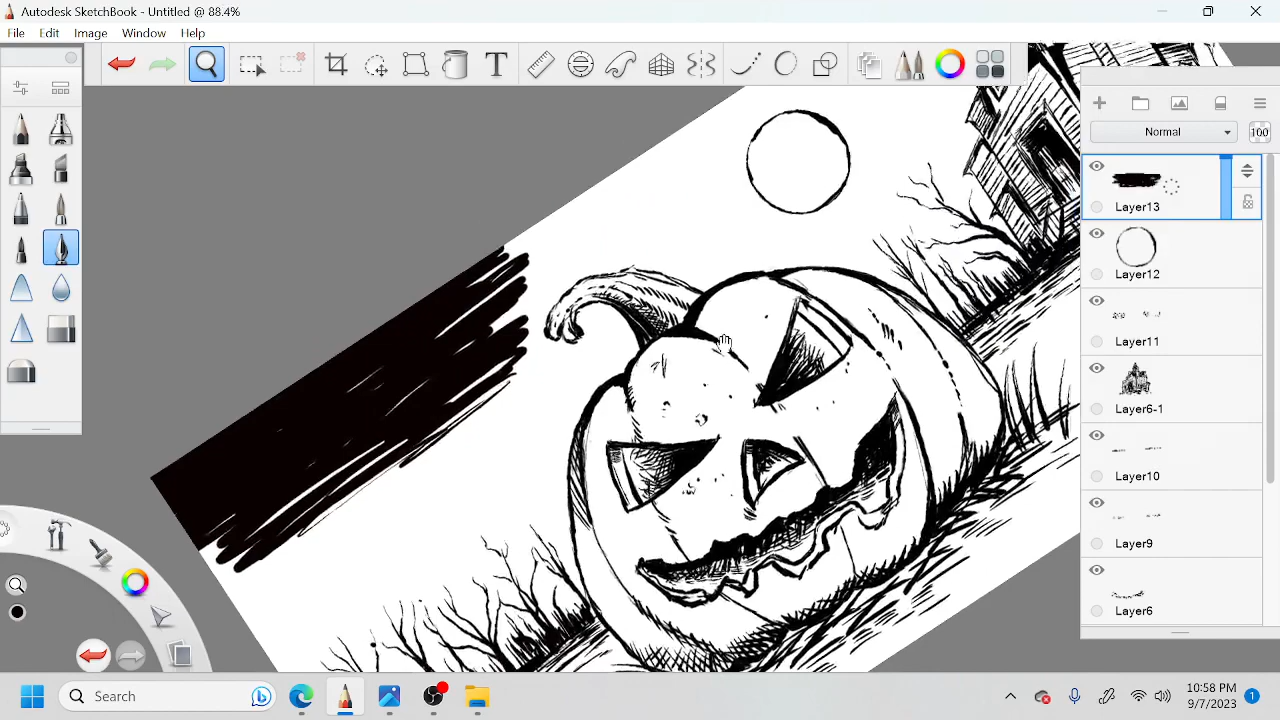 Autodesk SketchBook - Untitled @ 88.4%
File Edit Image Window Help
T
Normal 100
Layer13
Layer12
Layer11
Layer6-1
Layer10
Layer9
Layer6
Search
10:58 PM
9/7/2023
1